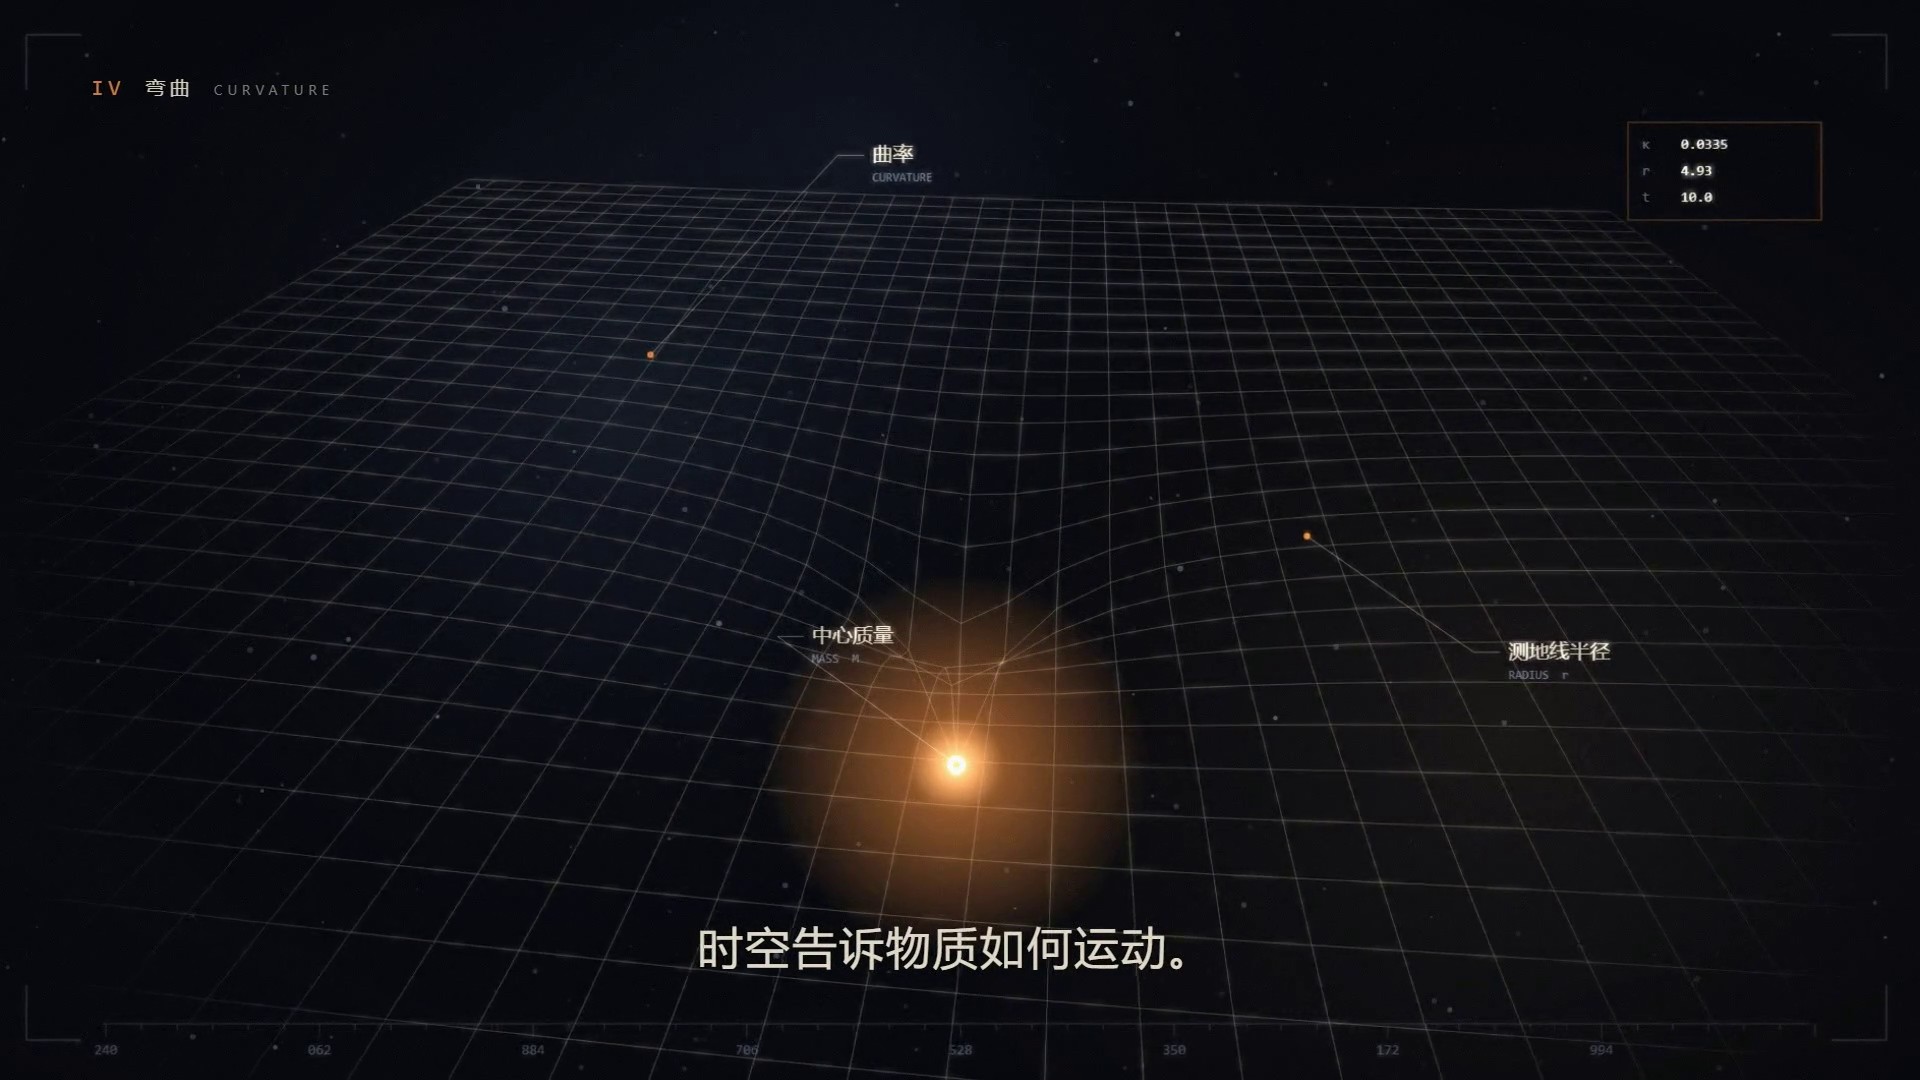 IV 弯曲 CURVATURE
曲率
CURVATURE
κ 0.0335
r 4.93
t 10.0
中心质量
MASS M
测地线半径
RADIUS r
时空告诉物质如何运动。
240 062 884 706 528 350 172 994